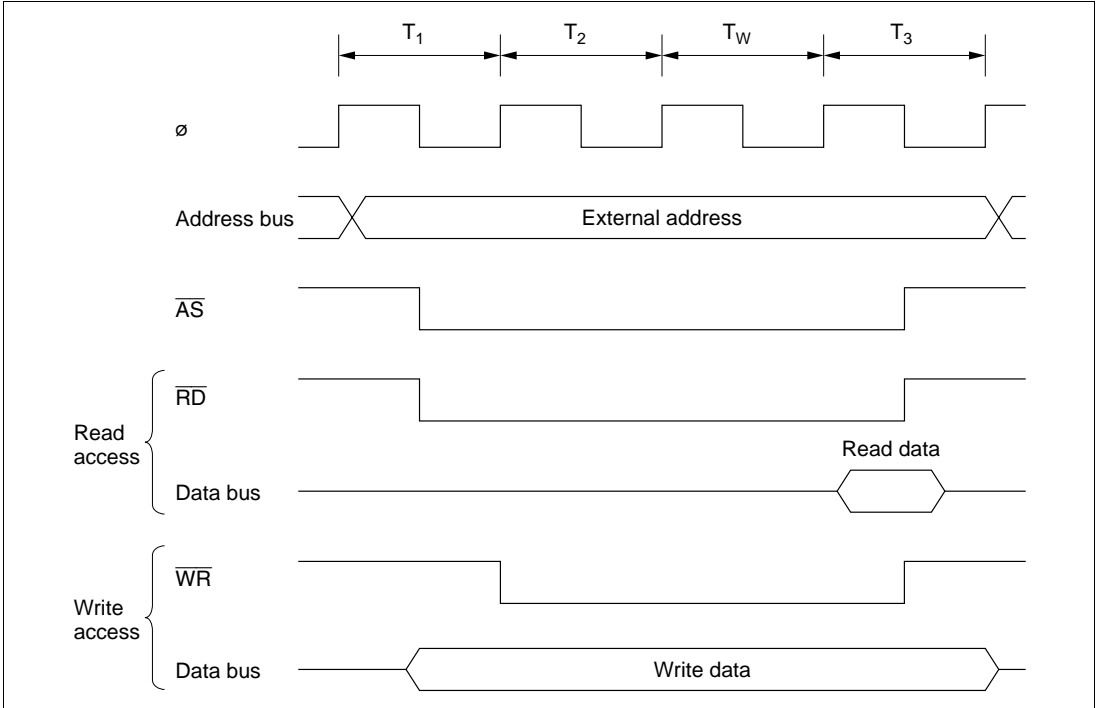 T1 T2 TW T3
ø
Address bus External address
AS
RD
Read access
Read data
Data bus
WR
Write access
Data bus Write data